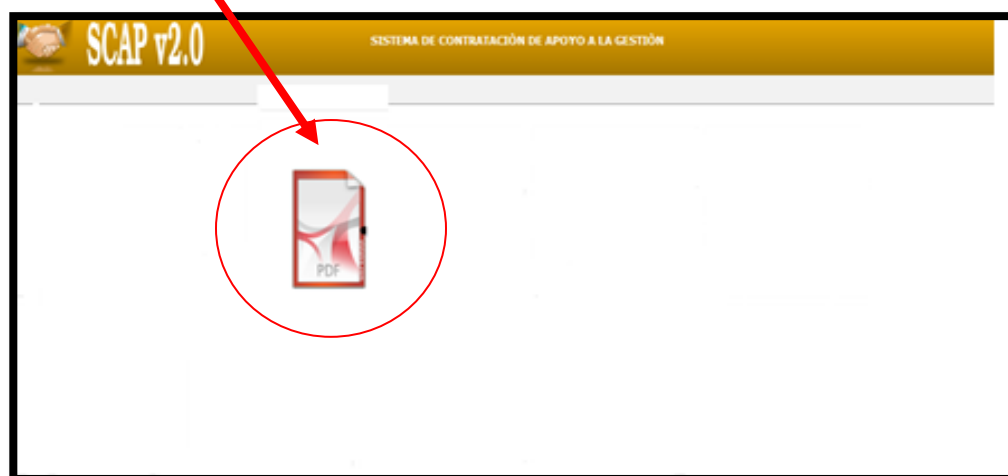 SCAP v2.0
SISTEMA DE CONTRATACIÓN DE APOYO A LA GESTIÓN
PDF